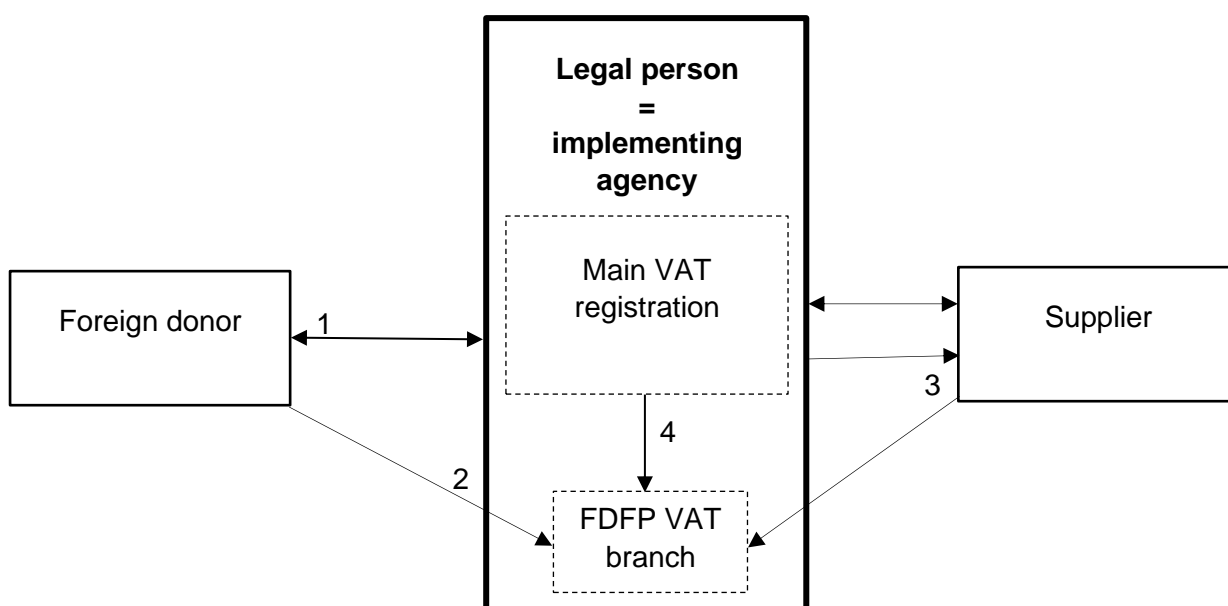 Legal person
=
implementing
agency
Main VAT
registration
Foreign donor
1
Supplier
3
4
2
FDFP VAT
branch